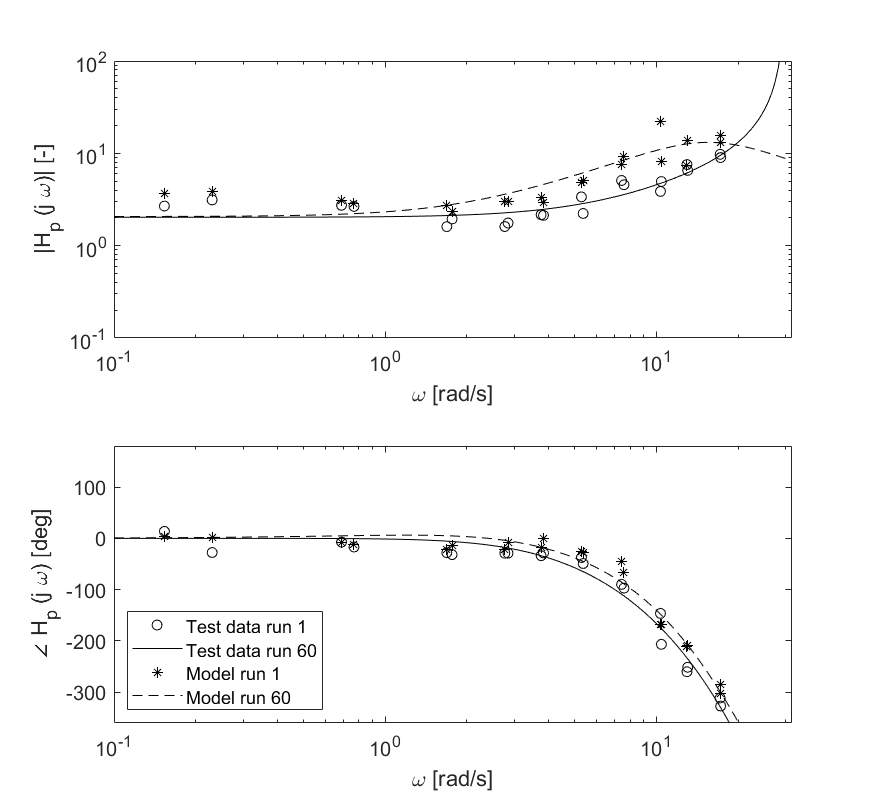 10^2
10^1
10^0
10^-1
|H_p (j ω)| [-]
10^-1 10^0 10^1
ω [rad/s]
100
0
-100
-200
-300
∠ H_p (j ω) [deg]
Test data run 1
Test data run 60
Model run 1
Model run 60
10^-1 10^0 10^1
ω [rad/s]